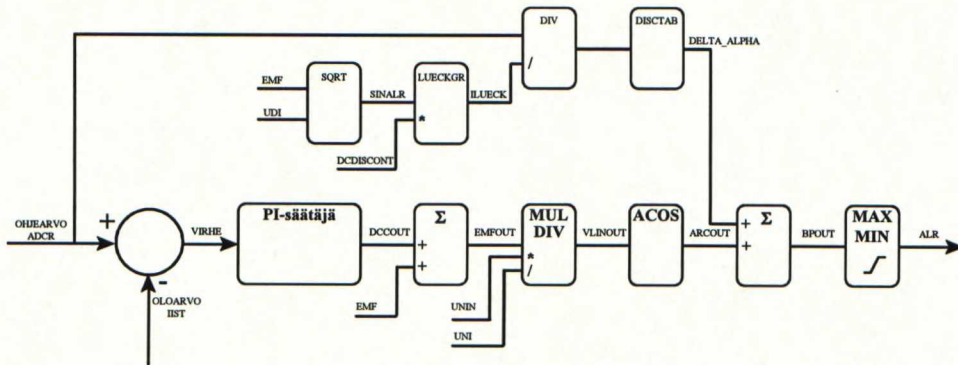 DIV
DISCTAB
DELTA_ALPHA
/
EMF
SQRT
SINALR
LUECKGR
ILUECK
UDI
*
DCDISCONT
OHJEARVO
ADCR
+
-
OLOARVO
IIST
VIRHE
PI-säätäjä
DCCOUT
Σ
+
+
EMF
EMFOUT
MUL
DIV
*
/
UNIN
UNI
VLINOUT
ACOS
ARCOUT
Σ
+
+
BPOUT
MAX
MIN
ALR